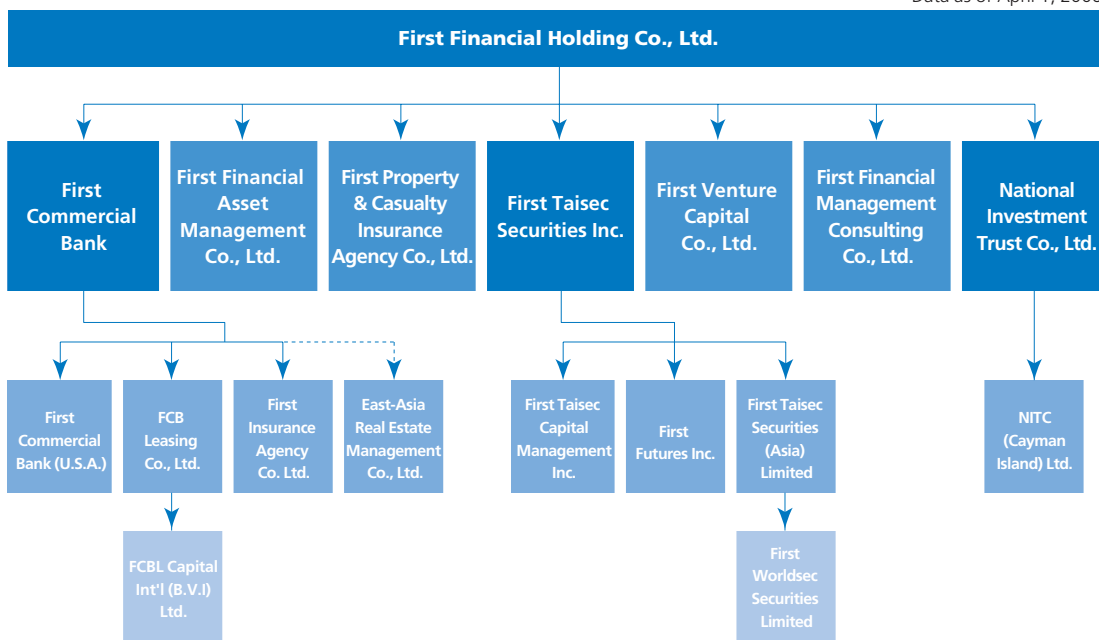 First Financial Holding Co., Ltd.
First
Commercial
Bank
First Financial
Asset
Management
Co., Ltd.
First Property
& Casualty
Insurance
Agency Co., Ltd.
First Taisec
Securities Inc.
First Venture
Capital
Co., Ltd.
First Financial
Management
Consulting
Co., Ltd.
National
Investment
Trust Co., Ltd.
First
Commercial
Bank (U.S.A.)
FCB
Leasing
Co., Ltd.
First
Insurance
Agency
Co. Ltd.
East-Asia
Real Estate
Management
Co., Ltd.
First Taisec
Capital
Management
Inc.
First
Futures Inc.
First Taisec
Securities
(Asia)
Limited
NITC
(Cayman
Island) Ltd.
FCBL Capital
Int'l (B.V.I)
Ltd.
First
Worldsec
Securities
Limited